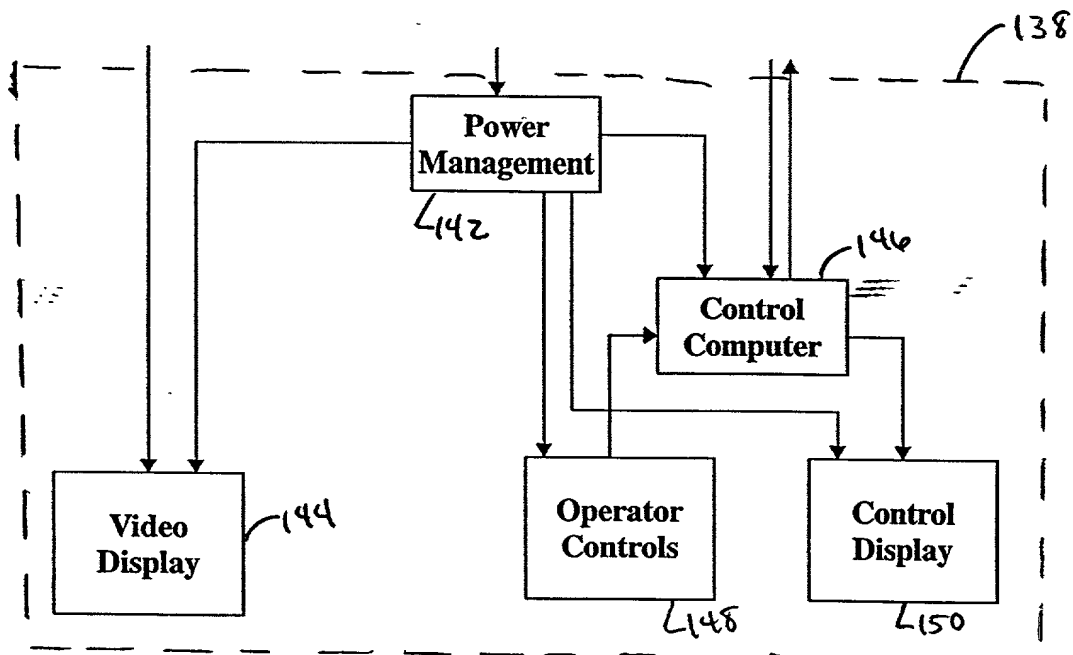 138
Power
Management
142
146
Control
Computer
Video
Display
144
Operator
Controls
148
Control
Display
150